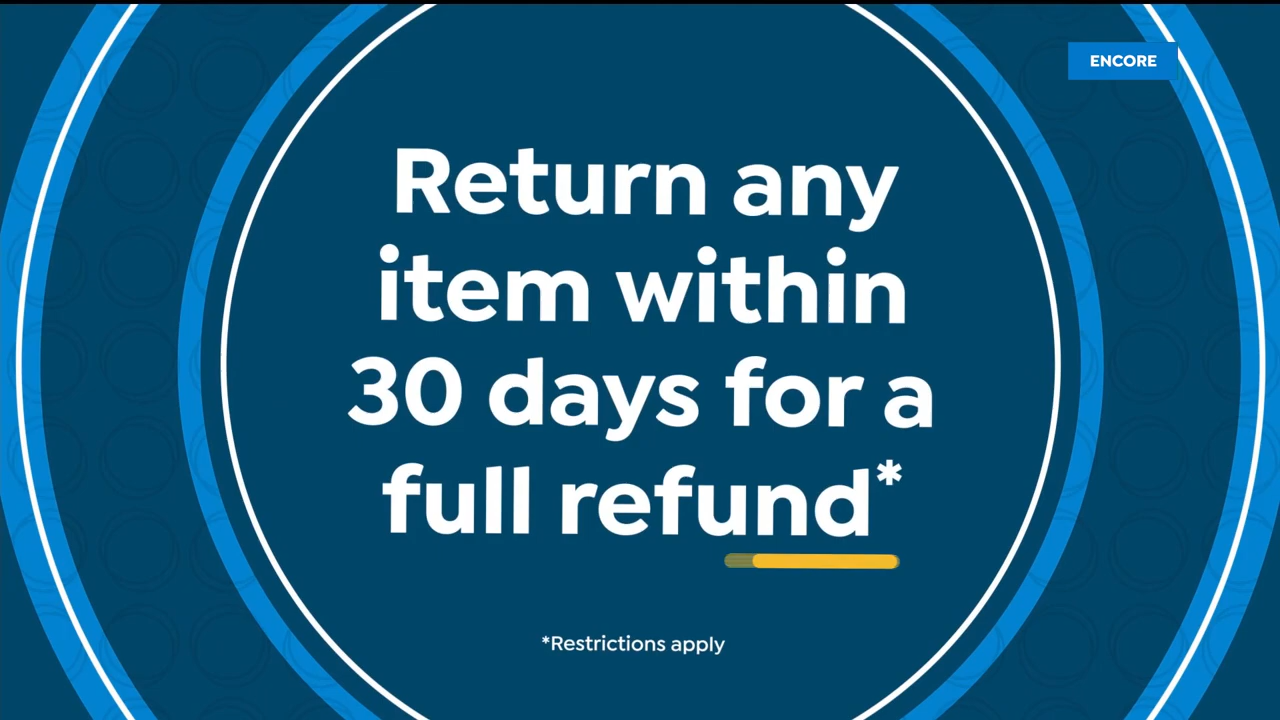 ENCORE
Return any
item within
30 days for a
full refund*
*Restrictions apply